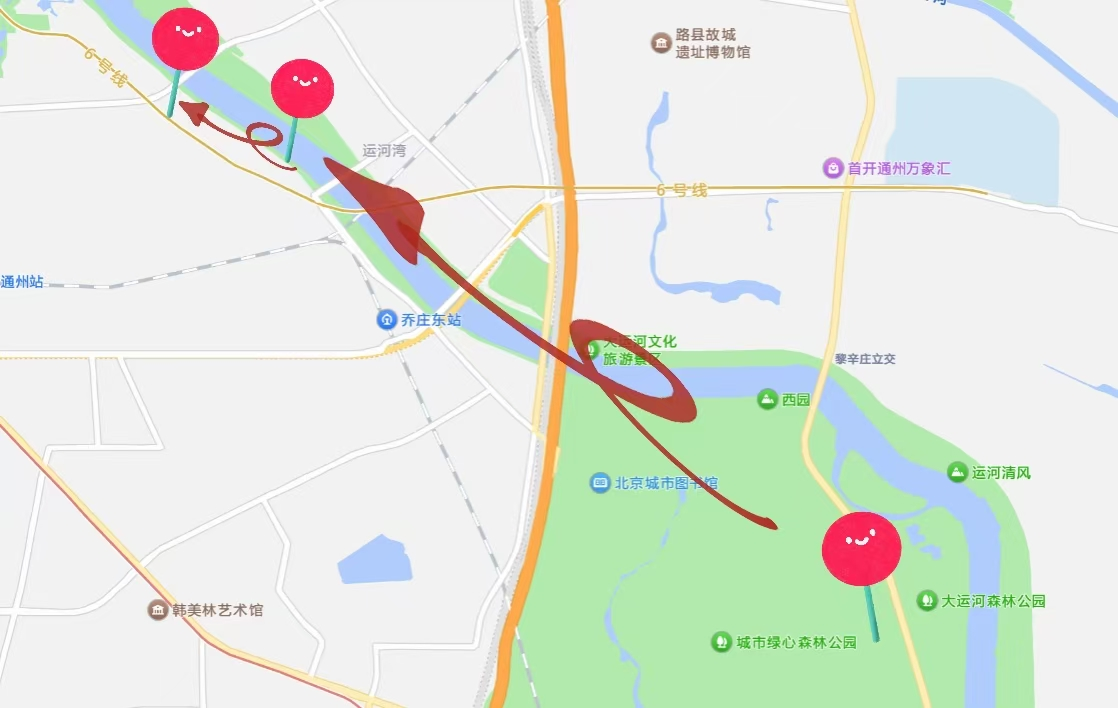 6号线
路县故城
遗址博物馆
运河湾
首开通州万象汇
6号线
通州站
乔庄东站
大运河文化
旅游景区
黎辛庄立交
西园
运河清风
北京城市图书馆
大运河森林公园
韩美林艺术馆
城市绿心森林公园